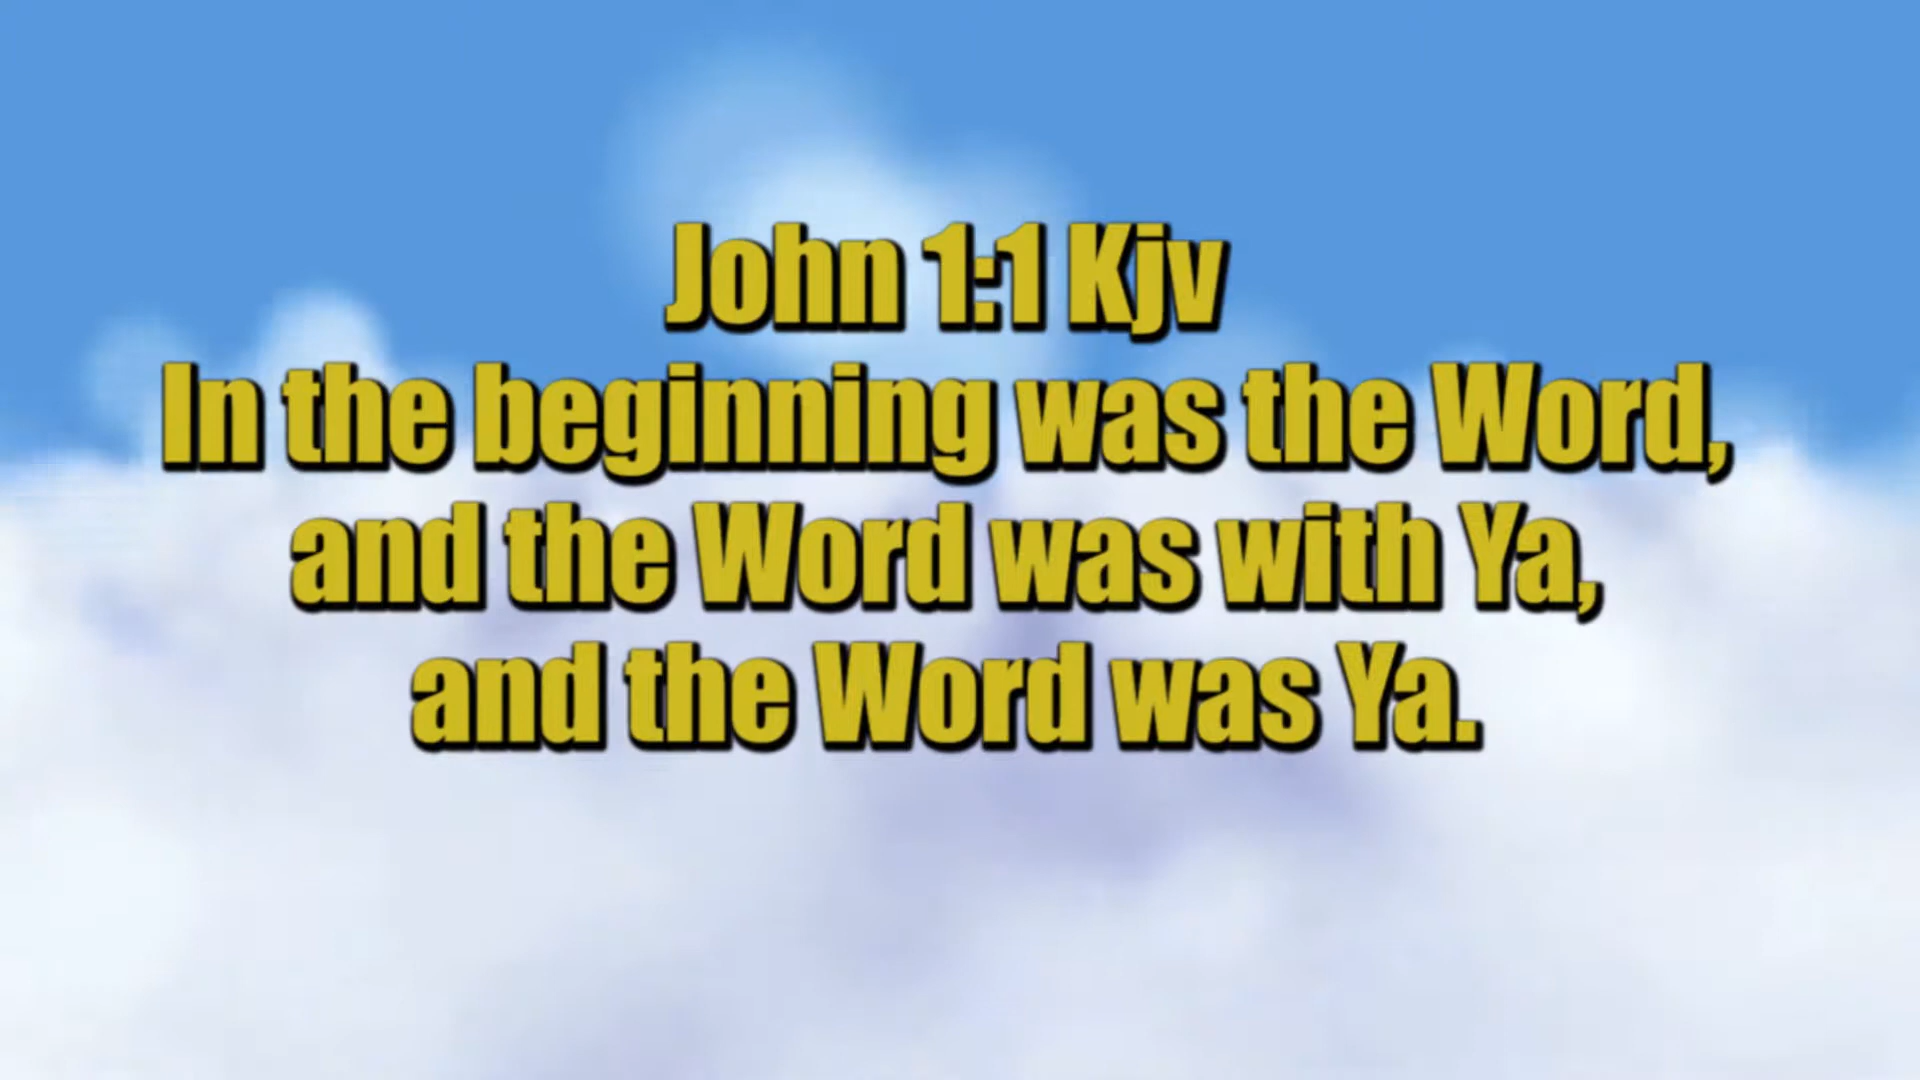 John 1:1 Kjv
In the beginning was the Word,
and the Word was with Ya,
and the Word was Ya.